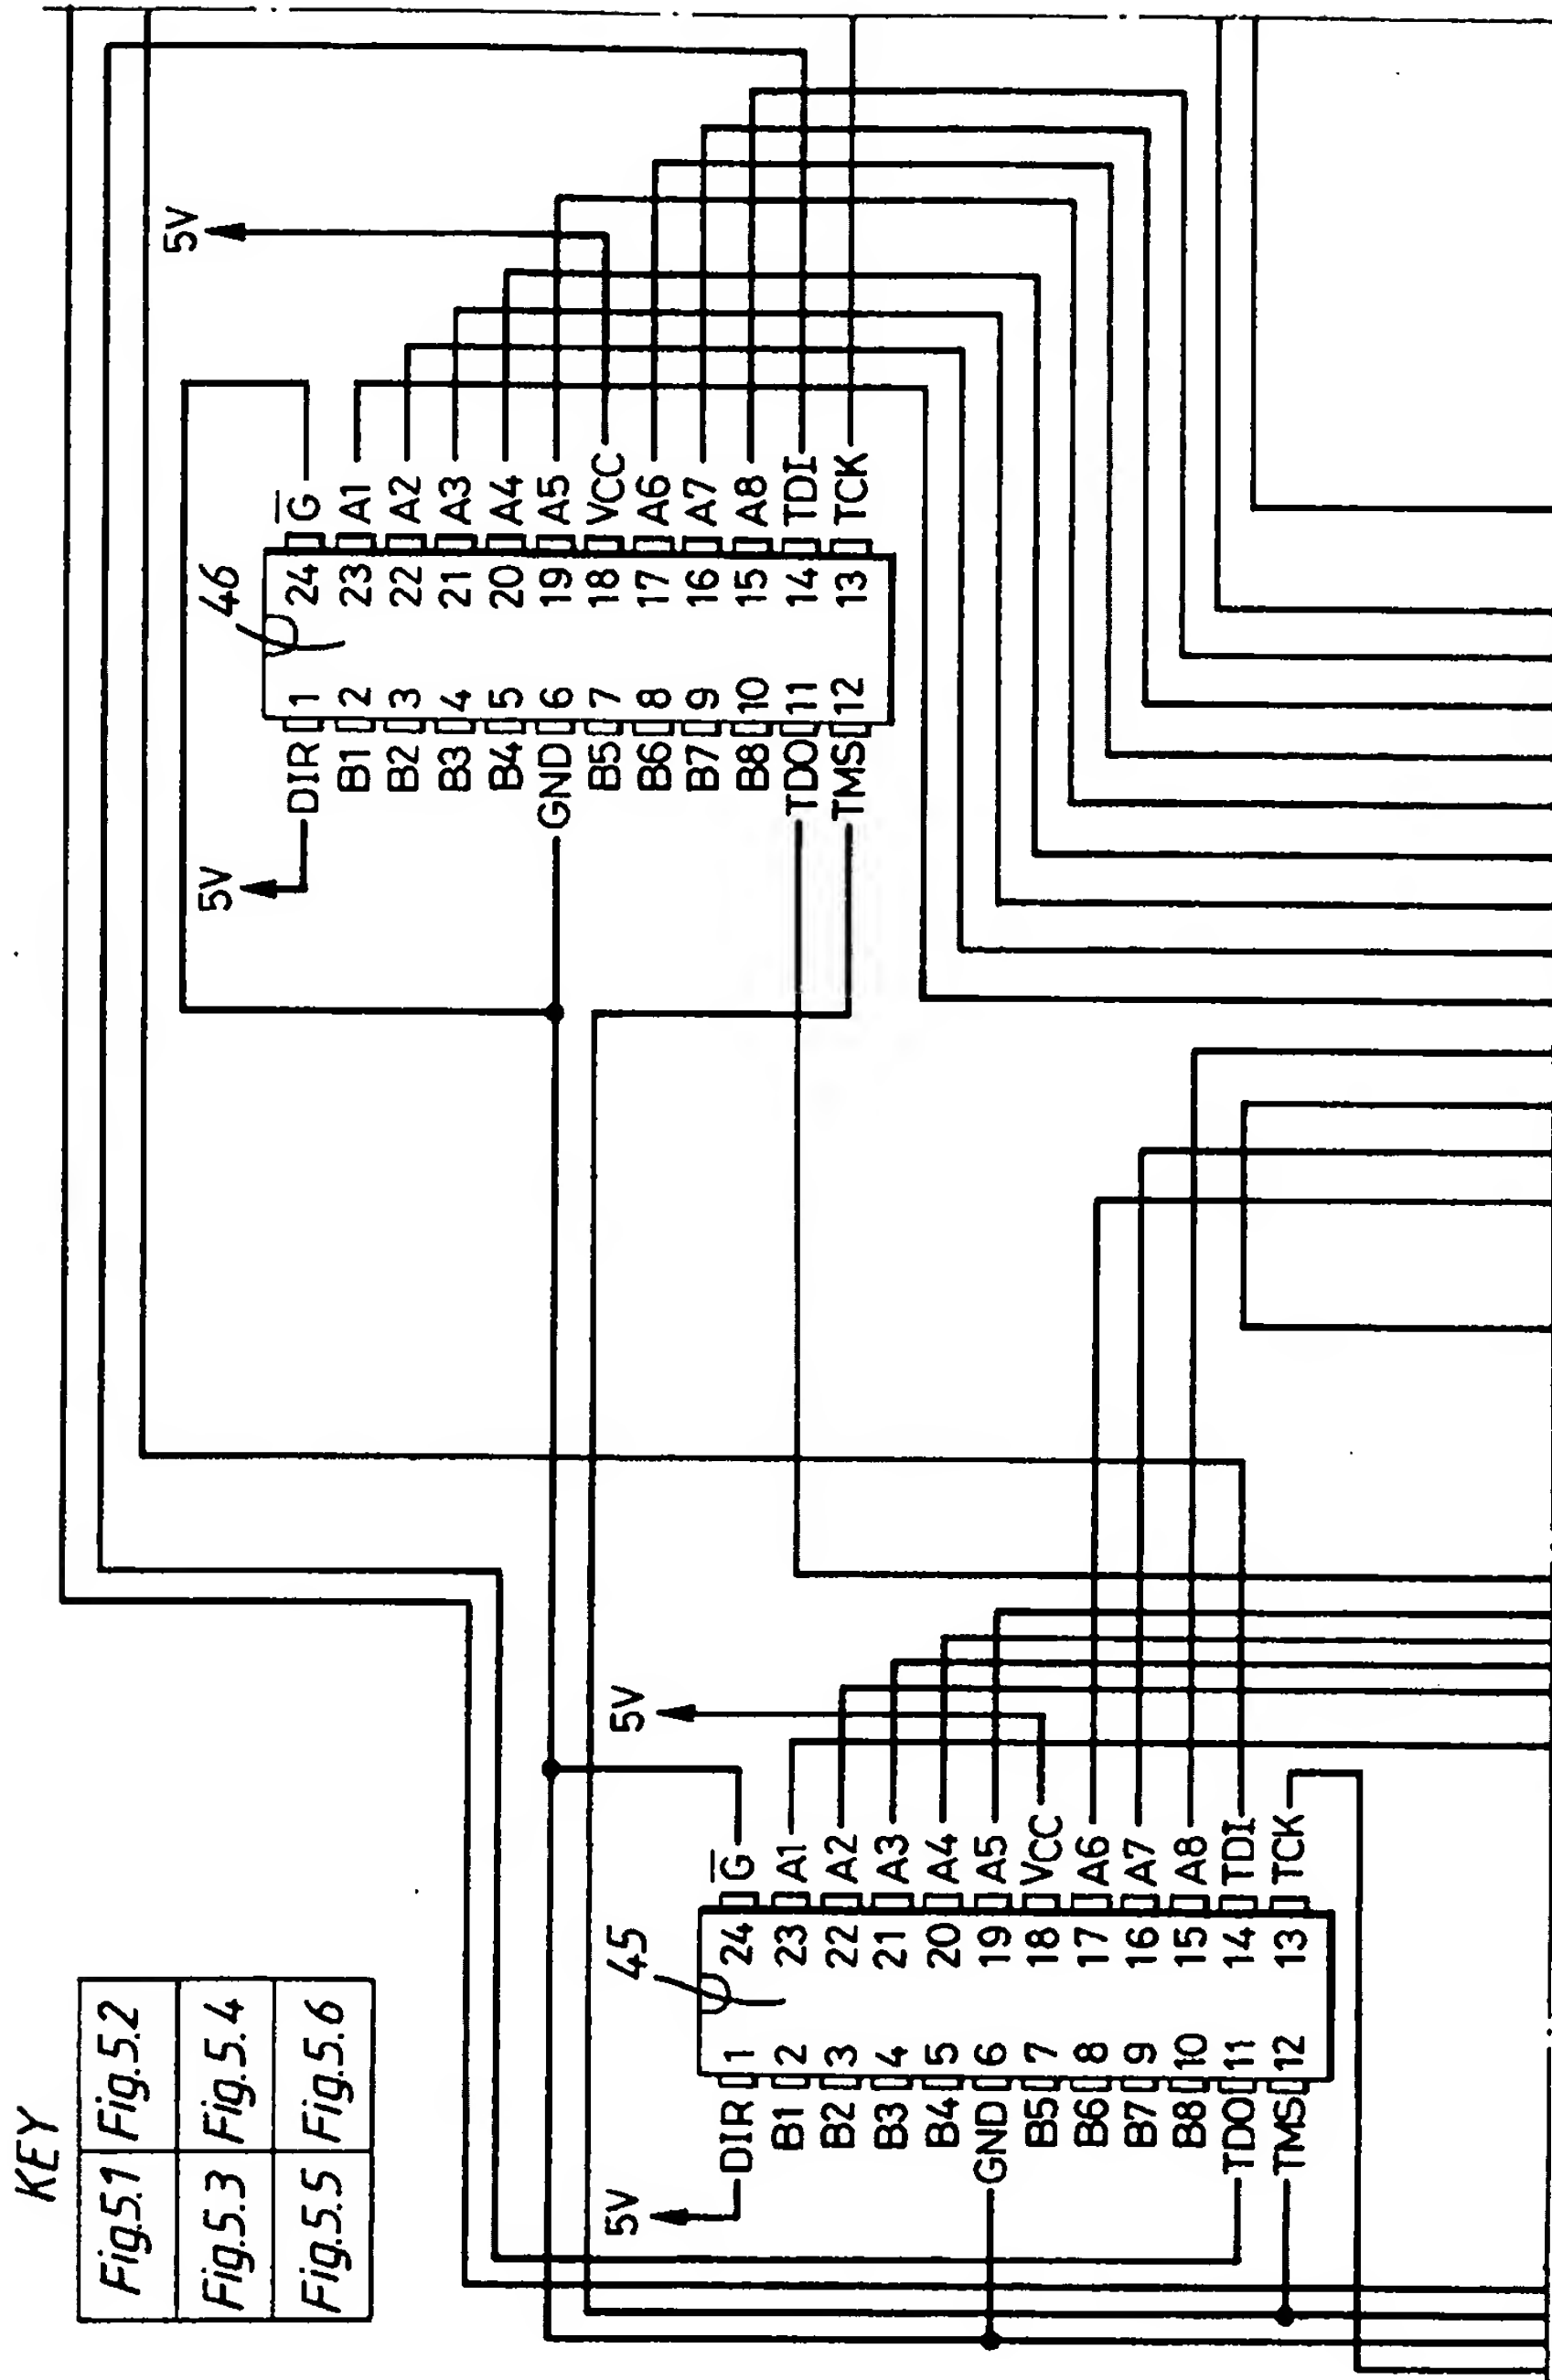 KEY
Fig.5.1 Fig.5.2
Fig.5.3 Fig.5.4
Fig.5.5 Fig.5.6
45
5V
5V
DIR 1 24 G̅
B1 2 23 A1
B2 3 22 A2
B3 4 21 A3
B4 5 20 A4
GND 6 19 A5
B5 7 18 VCC
B6 8 17 A6
B7 9 16 A7
B8 10 15 A8
TDO 11 14 TDI
TMS 12 13 TCK
46
5V
5V
DIR 1 24 G̅
B1 2 23 A1
B2 3 22 A2
B3 4 21 A3
B4 5 20 A4
GND 6 19 A5
B5 7 18 VCC
B6 8 17 A6
B7 9 16 A7
B8 10 15 A8
TDO 11 14 TDI
TMS 12 13 TCK